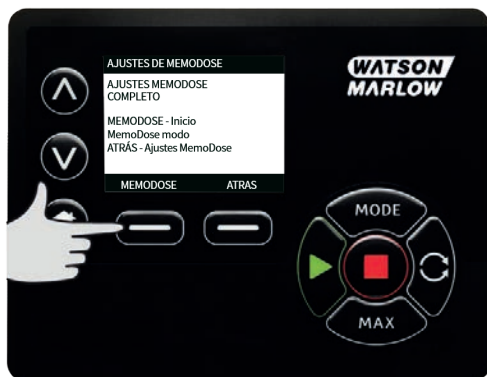 AJUSTES DE MEMODOSE
AJUSTES MEMODOSE
COMPLETO
MEMODOSE - Inicio
MemoDose modo
ATRÁS - Ajustes MemoDose
MEMODOSE ATRAS
WATSON
MARLOW
MODE
MAX